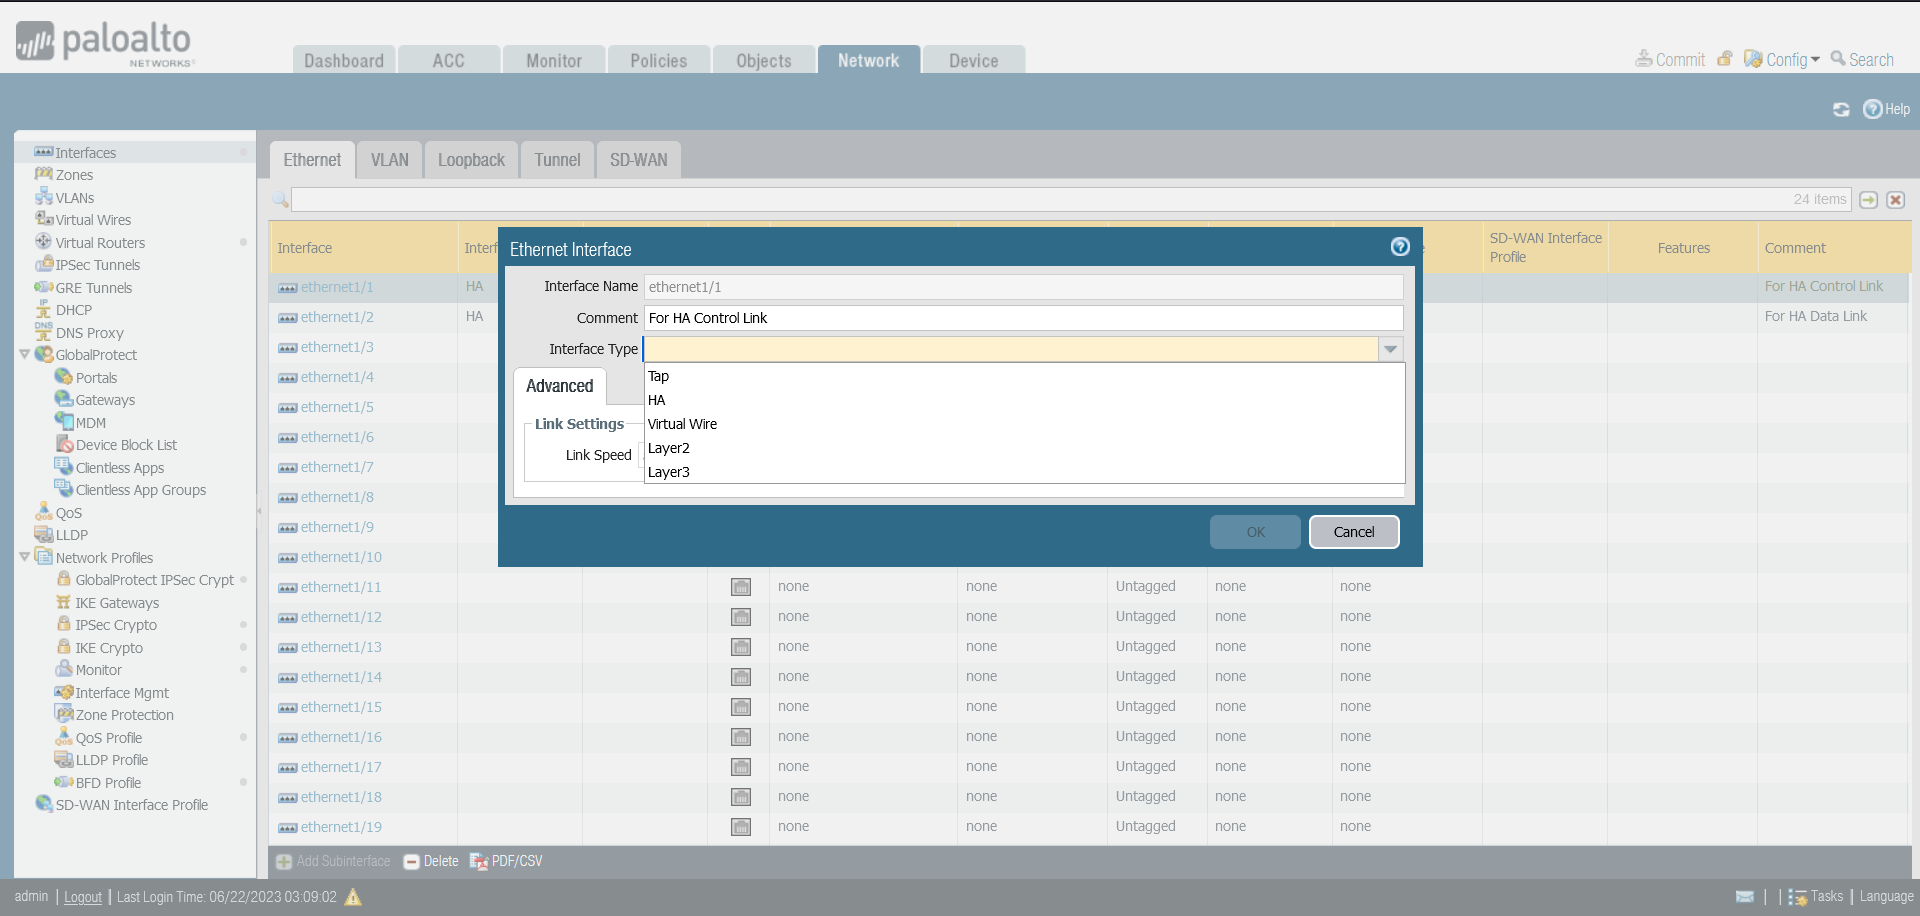 paloalto
NETWORKS
Dashboard
ACC
Monitor
Policies
Objects
Network
Device
Commit
Config
Search
Help
Interfaces
Zones
VLANs
Virtual Wires
Virtual Routers
IPSec Tunnels
GRE Tunnels
DHCP
DNS Proxy
GlobalProtect
Portals
Gateways
MDM
Device Block List
Clientless Apps
Clientless App Groups
QoS
LLDP
Network Profiles
GlobalProtect IPSec Crypt
IKE Gateways
IPSec Crypto
IKE Crypto
Monitor
Interface Mgmt
Zone Protection
QoS Profile
LLDP Profile
BFD Profile
SD-WAN Interface Profile
Ethernet
VLAN
Loopback
Tunnel
SD-WAN
24 items
Interface
Interf
SD-WAN Interface
Profile
Features
Comment
ethernet1/1 HA For HA Control Link
ethernet1/2 HA For HA Data Link
ethernet1/3
ethernet1/4
ethernet1/5
ethernet1/6
ethernet1/7
ethernet1/8
ethernet1/9
ethernet1/10
ethernet1/11 none none Untagged none none
ethernet1/12 none none Untagged none none
ethernet1/13 none none Untagged none none
ethernet1/14 none none Untagged none none
ethernet1/15 none none Untagged none none
ethernet1/16 none none Untagged none none
ethernet1/17 none none Untagged none none
ethernet1/18 none none Untagged none none
ethernet1/19 none none Untagged none none
Ethernet Interface
Interface Name ethernet1/1
Comment For HA Control Link
Interface Type
Tap
HA
Virtual Wire
Layer2
Layer3
Advanced
Link Settings
Link Speed
OK
Cancel
Add Subinterface
Delete
PDF/CSV
admin | Logout | Last Login Time: 06/22/2023 03:09:02
Tasks | Language